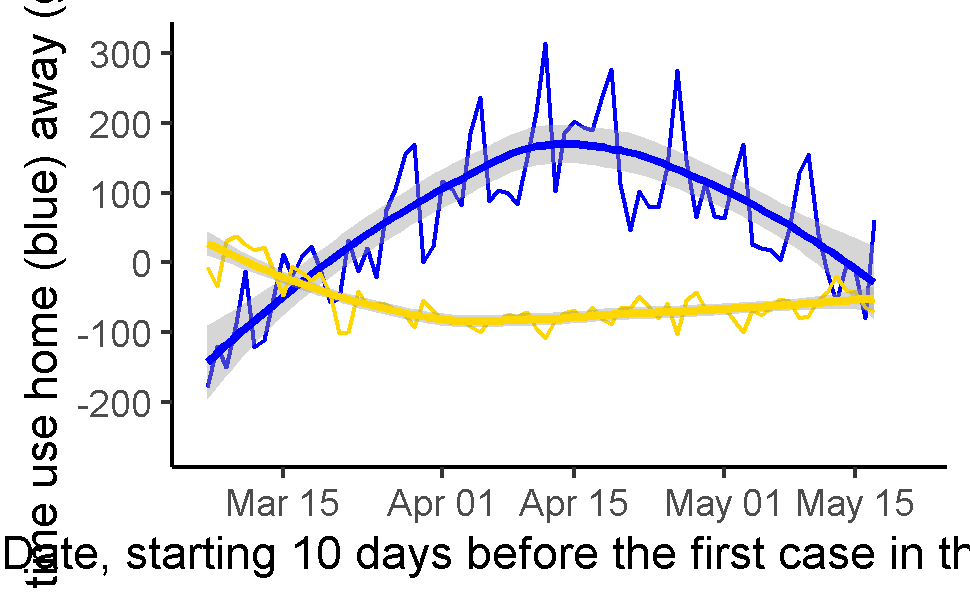 time use home (blue) away (
300
200
100
0
-100
-200
Mar 15 Apr 01 Apr 15 May 01 May 15
Date, starting 10 days before the first case in